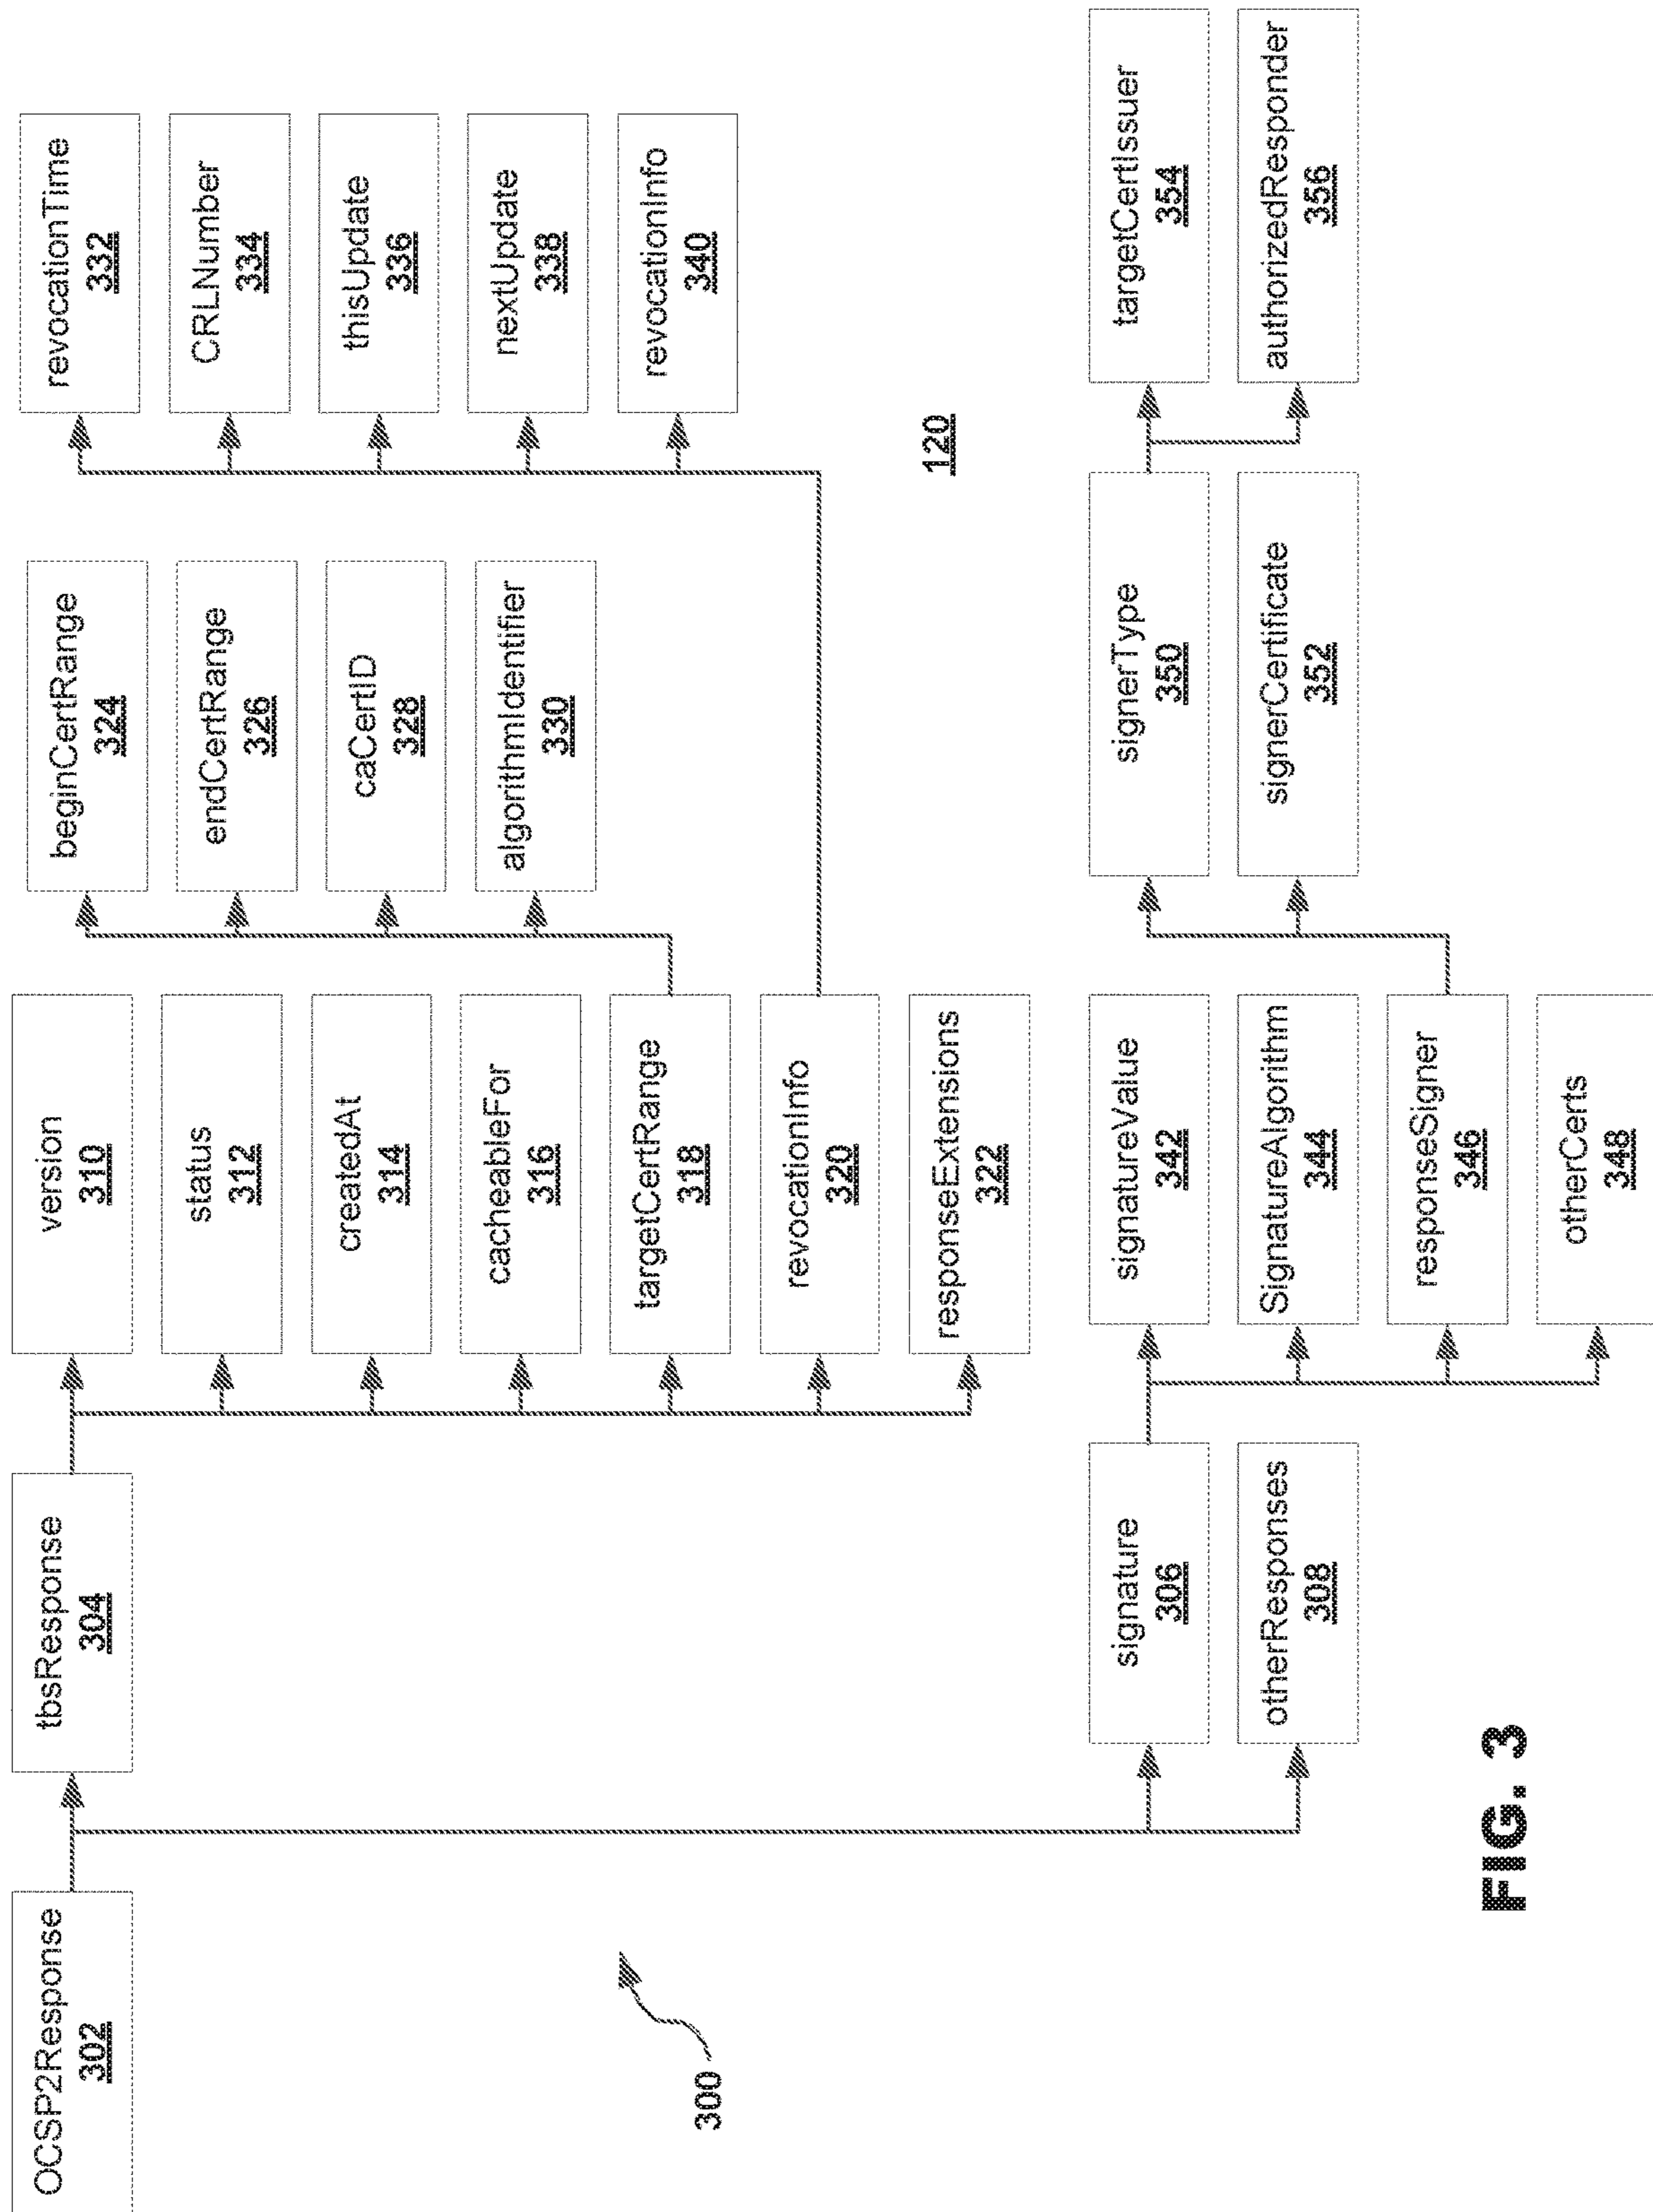 OCSP2Response
302
tbsResponse
304
version
310
status
312
createdAt
314
cacheableFor
316
targetCertRange
318
revocationInfo
320
responseExtensions
322
beginCertRange
324
endCertRange
326
caCertID
328
algorithmIdentifier
330
revocationTime
332
CRLNumber
334
thisUpdate
336
nextUpdate
338
revocationInfo
340
120
300
signature
306
otherResponses
308
signatureValue
342
SignatureAlgorithm
344
responseSigner
346
otherCerts
348
signerType
350
signerCertificate
352
targetCertIssuer
354
authorizedResponder
356
FIG. 3